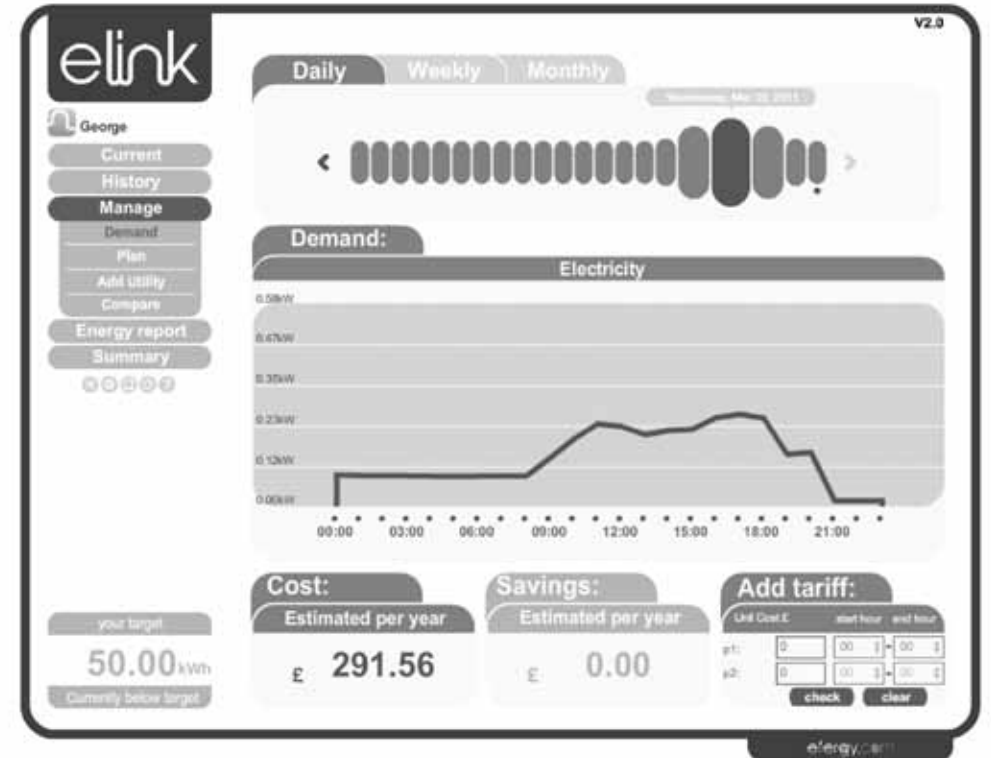 V2.0
elink
George
Current
History
Manage
Demand
Plan
Add Utility
Compare
Energy report
Summary
your target
50.00 kWh
Currently below target
Daily
Weekly
Monthly
Demand:
Electricity
0.58kW
0.47kW
0.35kW
0.23kW
0.12kW
0.00kW
00:00 03:00 06:00 09:00 12:00 15:00 18:00 21:00
Cost:
Estimated per year
£ 291.56
Savings:
Estimated per year
£ 0.00
Add tariff:
Unit Cost £ start hour end hour
p1: 0 00 - 00
p2: 0 00 - 00
check clear
efergy.com